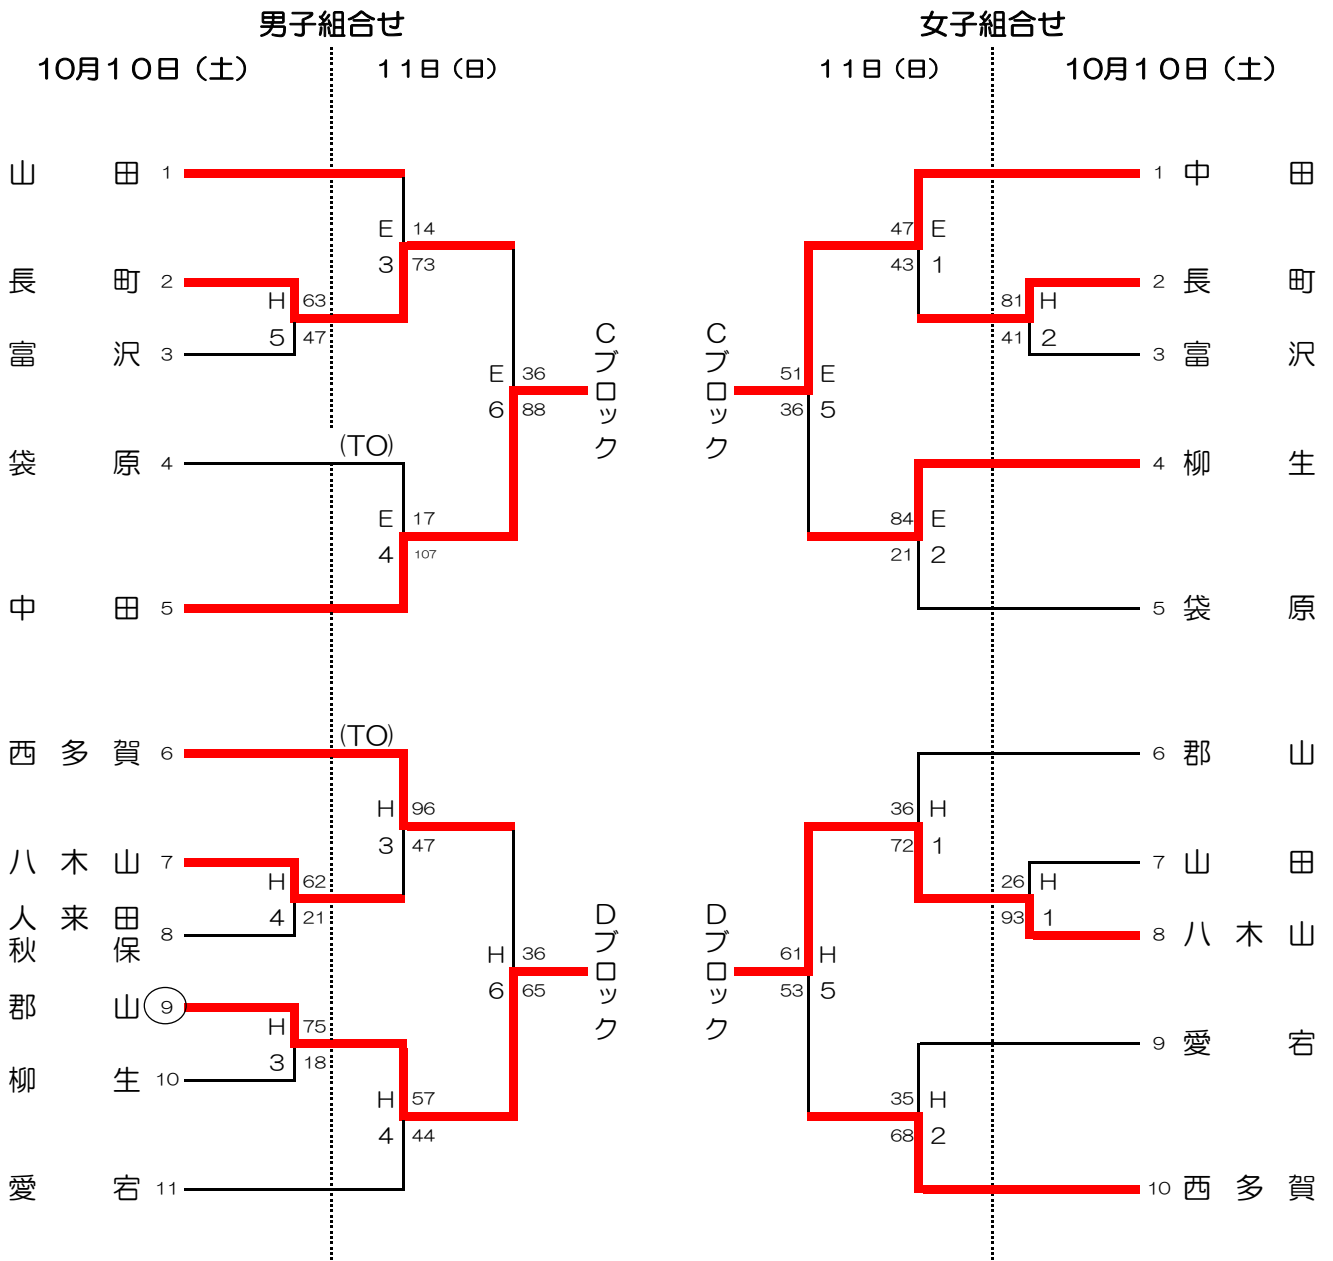 男子組合せ
10月１０日（土）
１１日（日）
山田 1
長町 2
富沢 3
袋原 4
中田 5
西多賀 6
八木山 7
人来田
秋保 8
郡山 9
柳生 10
愛宕 11
E 14
3 73
H 63
5 47
E 36
6 88
(TO)
E 17
4 107
Cブロック
(TO)
H 96
3 47
H 62
4 21
H 36
6 65
H 75
3 18
H 57
4 44
Dブロック
女子組合せ
１１日（日）
10月１０日（土）
1 中田
2 長町
3 富沢
4 柳生
5 袋原
6 郡山
7 山田
8 八木山
9 愛宕
10 西多賀
47 E
43 1
81 H
41 2
51 E
36 5
84 E
21 2
Cブロック
36 H
72 1
26 H
93 1
61 H
53 5
35 H
68 2
Dブロック